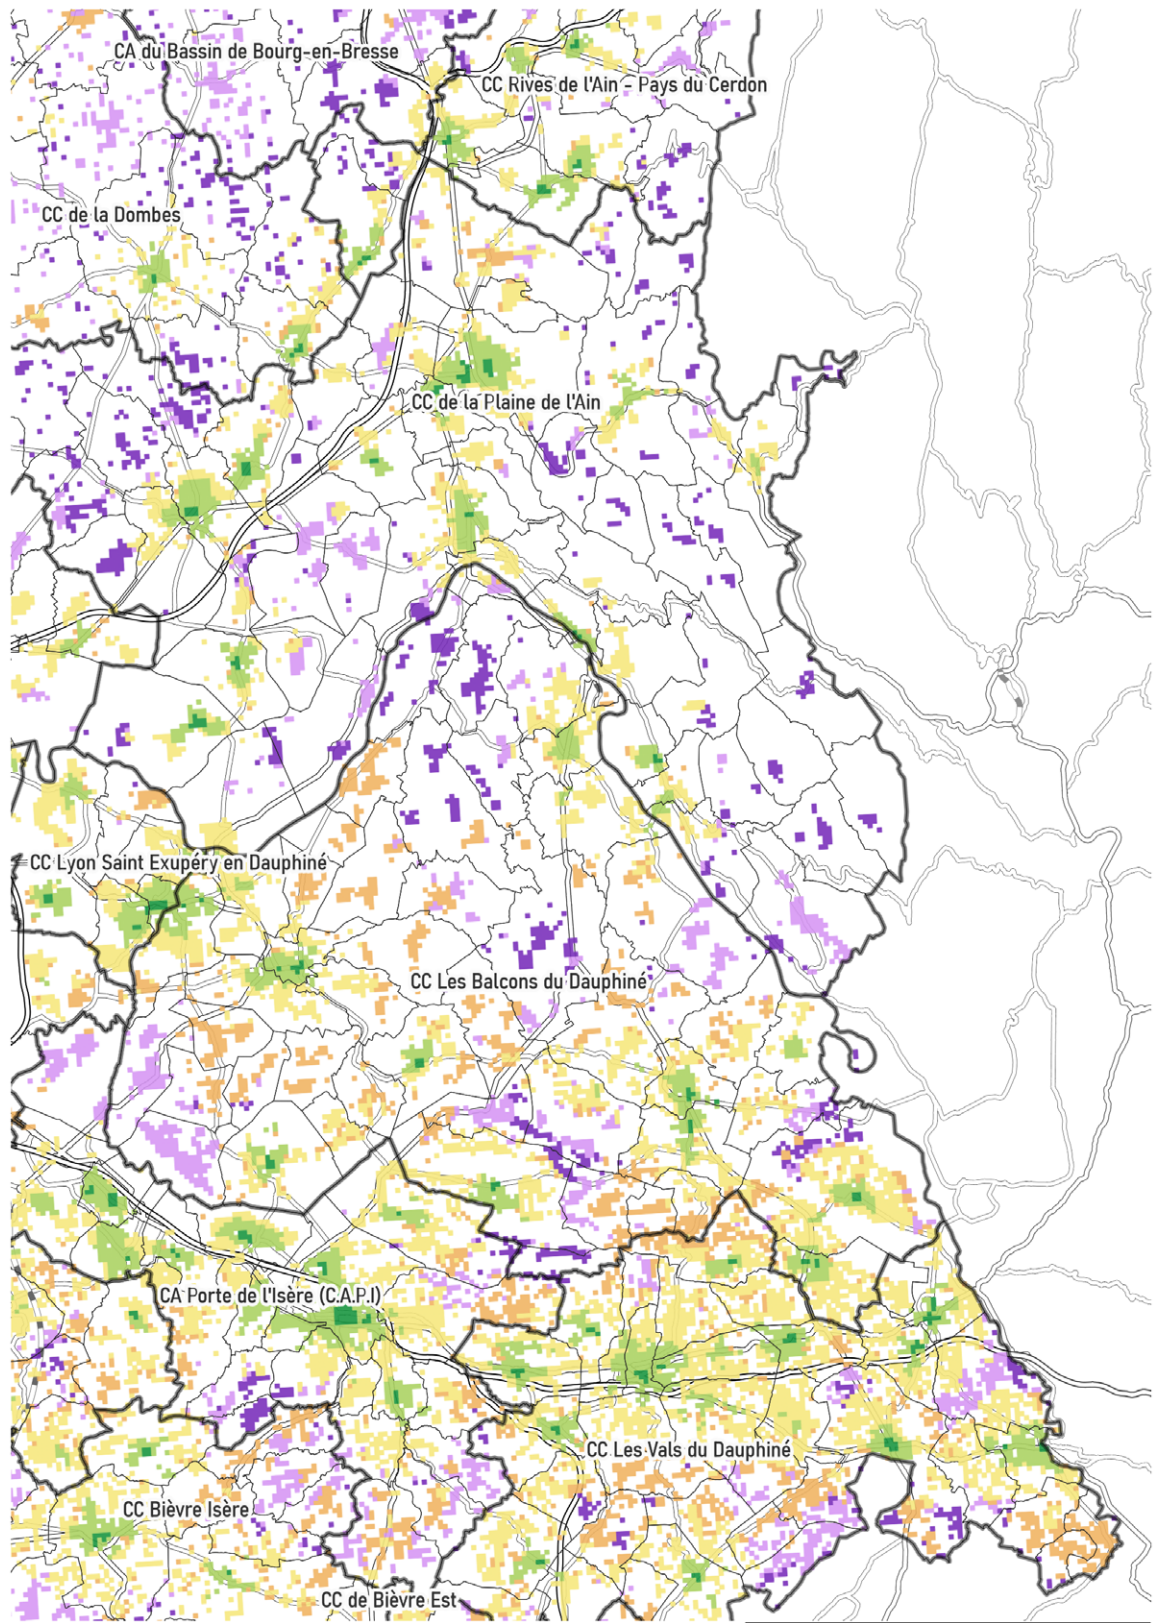 CA du Bassin de Bourg-en-Bresse
CC Rives de l'Ain - Pays du Cerdon
CC de la Dombes
CC de la Plaine de l'Ain
CC Lyon Saint Exupéry en Dauphiné
CC Les Balcons du Dauphiné
CA Porte de l'Isère (C.A.P.I)
CC Les Vals du Dauphiné
CC Bièvre Isère
CC de Bièvre Est